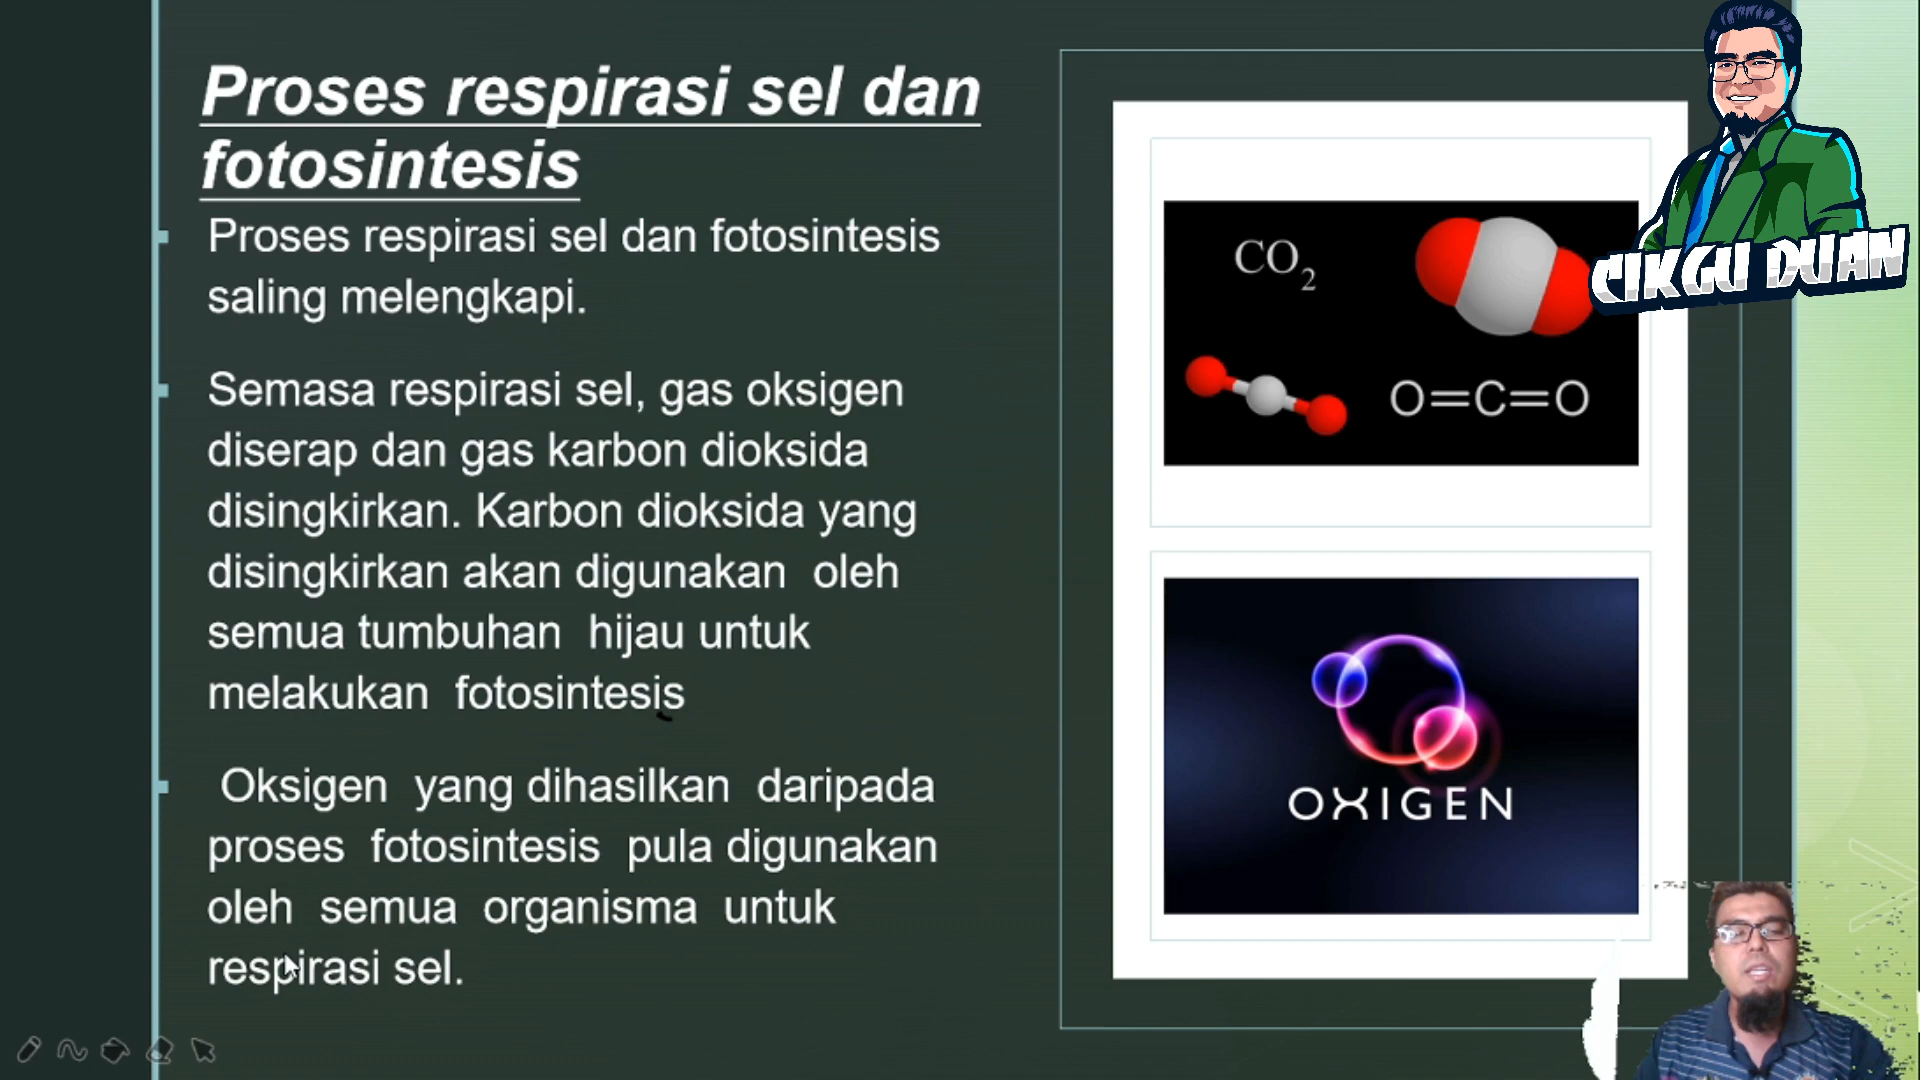 Proses respirasi sel dan
fotosintesis
Proses respirasi sel dan fotosintesis
saling melengkapi.
Semasa respirasi sel, gas oksigen
diserap dan gas karbon dioksida
disingkirkan. Karbon dioksida yang
disingkirkan akan digunakan oleh
semua tumbuhan hijau untuk
melakukan fotosintesis
Oksigen yang dihasilkan daripada
proses fotosintesis pula digunakan
oleh semua organisma untuk
respirasi sel.
CO₂
O=C=O
OXIGEN
CIKGU DUAN